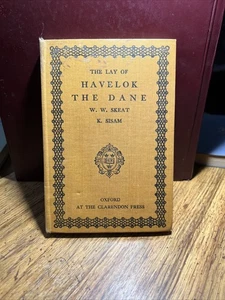 THE LAY OF
HAVELOK
THE DANE
W. W. SKEAT
K. SISAM
OXFORD
AT THE CLARENDON PRESS